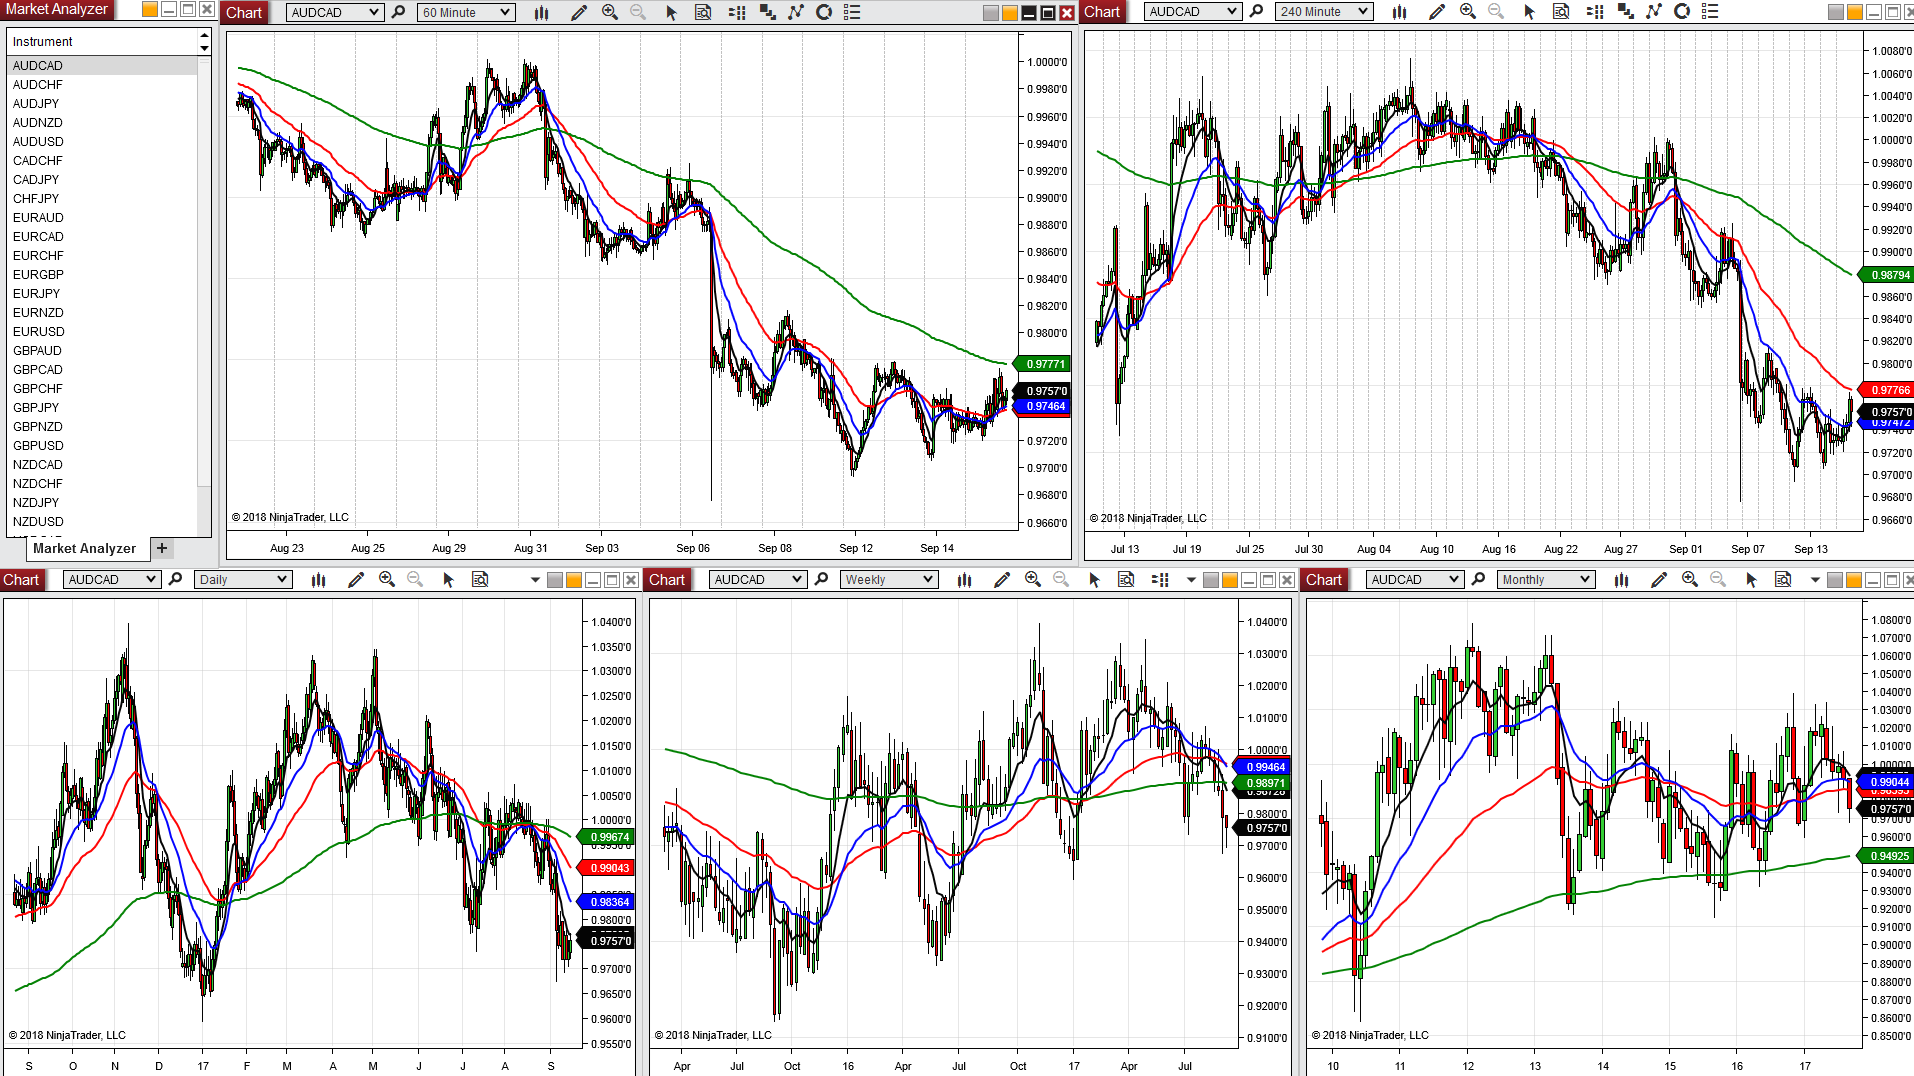 Market Analyzer
Instrument
AUDCAD
AUDCHF
AUDJPY
AUDNZD
AUDUSD
CADCHF
CADJPY
CHFJPY
EURAUD
EURCAD
EURCHF
EURGBP
EURJPY
EURNZD
EURUSD
GBPAUD
GBPCAD
GBPCHF
GBPJPY
GBPNZD
GBPUSD
NZDCAD
NZDCHF
NZDJPY
NZDUSD
Market Analyzer +
Chart AUDCAD 60 Minute
1.0000'0
0.9980'0
0.9960'0
0.9940'0
0.9920'0
0.9900'0
0.9880'0
0.9860'0
0.9840'0
0.9820'0
0.9800'0
0.97771
0.9757'0
0.97464
0.9720'0
0.9700'0
0.9680'0
0.9660'0
© 2018 NinjaTrader, LLC
Aug 23 Aug 25 Aug 29 Aug 31 Sep 03 Sep 06 Sep 08 Sep 12 Sep 14
Chart AUDCAD 240 Minute
1.0080'0
1.0060'0
1.0040'0
1.0020'0
1.0000'0
0.9980'0
0.9960'0
0.9940'0
0.9920'0
0.9900'0
0.98794
0.9860'0
0.9840'0
0.9820'0
0.9800'0
0.97766
0.9757'0
0.97472
0.9720'0
0.9700'0
0.9680'0
0.9660'0
© 2018 NinjaTrader, LLC
Jul 13 Jul 19 Jul 25 Jul 30 Aug 04 Aug 10 Aug 16 Aug 22 Aug 27 Sep 01 Sep 07 Sep 13
Chart AUDCAD Daily
1.0400'0
1.0350'0
1.0300'0
1.0250'0
1.0200'0
1.0150'0
1.0100'0
1.0050'0
1.0000'0
0.99674
0.99043
0.98364
0.9800'0
0.9757'0
0.9700'0
0.9650'0
0.9600'0
0.9550'0
© 2018 NinjaTrader, LLC
S O N D 17 F M A M J J A S
Chart AUDCAD Weekly
1.0400'0
1.0300'0
1.0200'0
1.0100'0
1.0000'0
0.99464
0.98971
0.9800'0
0.9757'0
0.9700'0
0.9600'0
0.9500'0
0.9400'0
0.9300'0
0.9200'0
0.9100'0
© 2018 NinjaTrader, LLC
Apr Jul Oct 16 Apr Jul Oct 17 Apr Jul
Chart AUDCAD Monthly
1.0800'0
1.0700'0
1.0600'0
1.0500'0
1.0400'0
1.0300'0
1.0200'0
1.0100'0
1.0000'0
0.99044
0.9757'0
0.9700'0
0.9600'0
0.94925
0.9300'0
0.9200'0
0.9100'0
0.9000'0
0.8900'0
0.8800'0
0.8700'0
0.8600'0
0.8500'0
© 2018 NinjaTrader, LLC
10 11 12 13 14 15 16 17